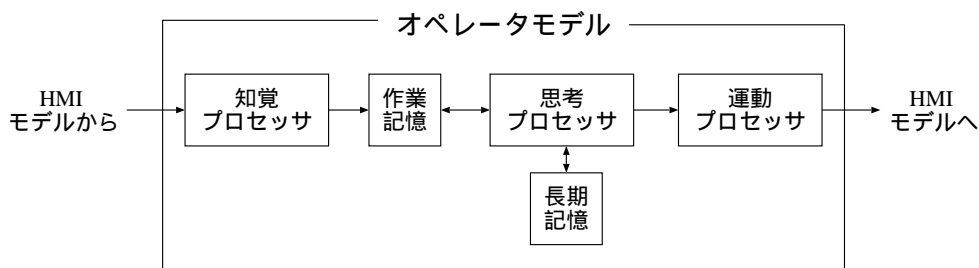 オペレータモデル
HMI
モデルから
知覚
プロセッサ
作業
記憶
思考
プロセッサ
運動
プロセッサ
HMI
モデルへ
長期
記憶